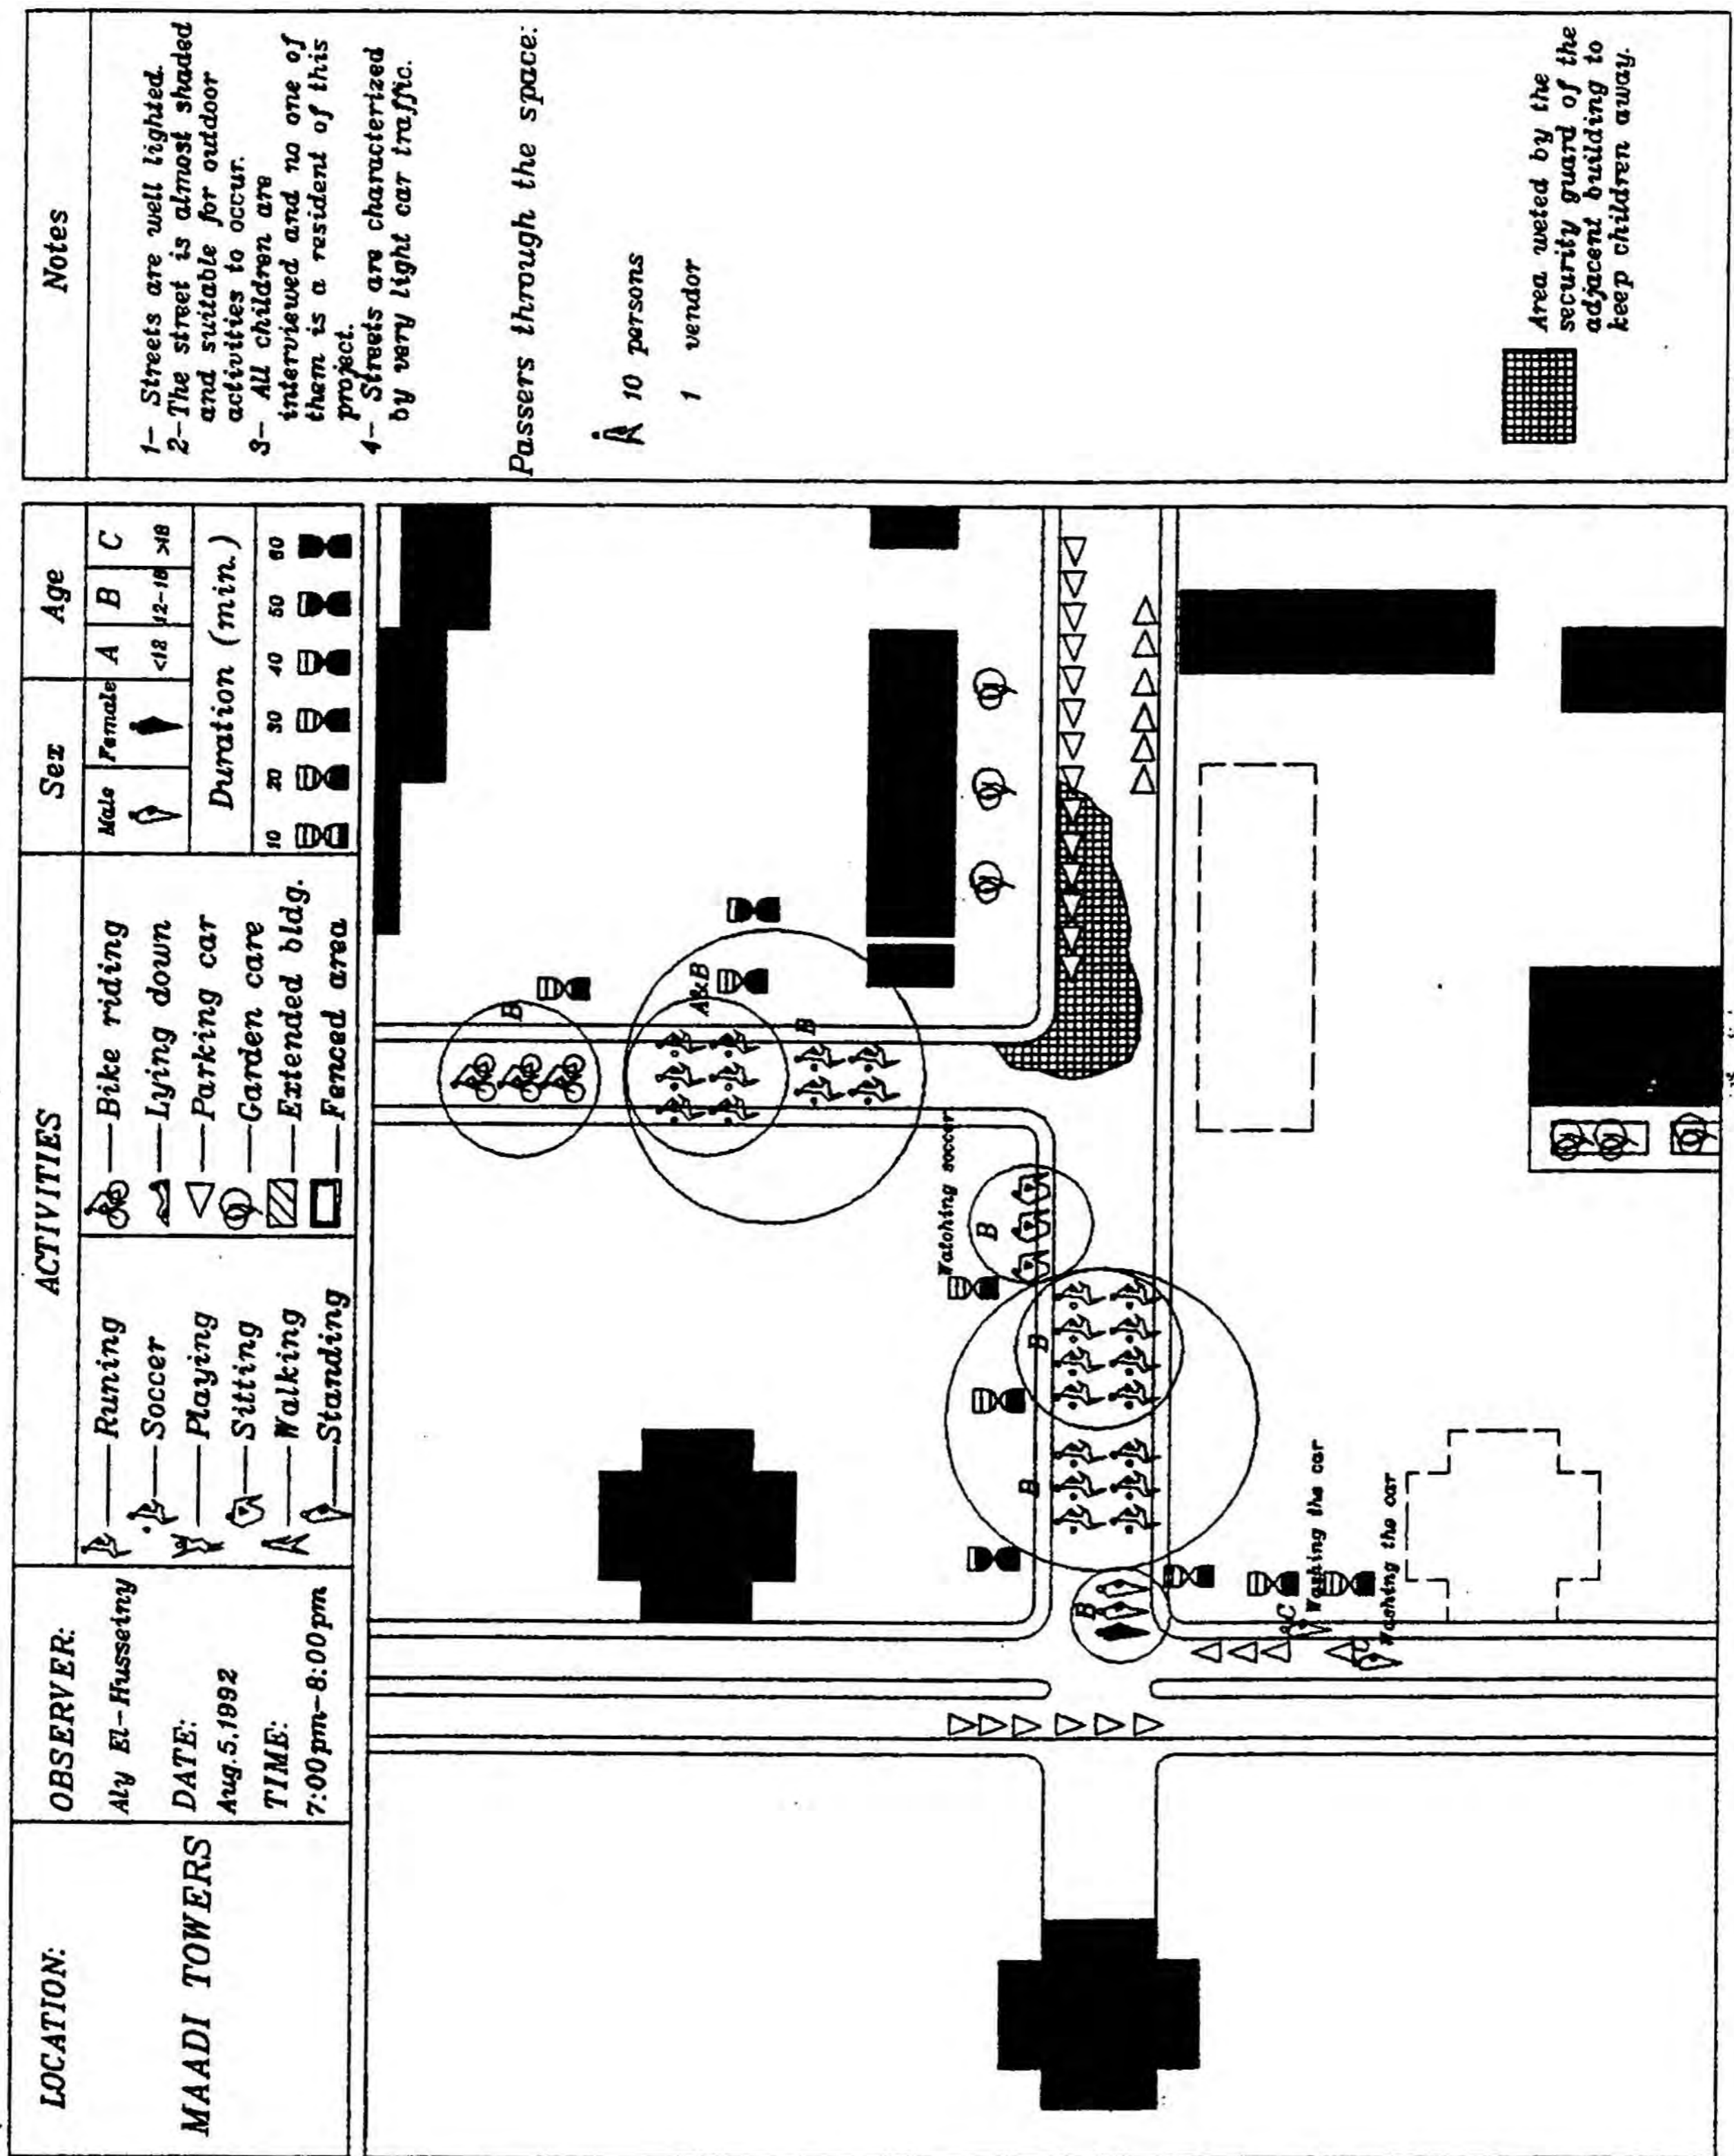 LOCATION:
MAADI TOWERS
OBSERVER:
Aly El-Husseiny
DATE:
Aug.5.1992
TIME:
7:00pm-8:00pm
ACTIVITIES
Runing
Soccer
Playing
Sitting
Walking
Standing
Bike riding
Lying down
Parking car
Garden care
Extended bldg.
Fenced area
Sex
Male Female
Age
A B C
<12 12-18 >18
Duration (min.)
10 20 30 40 50 60
Notes
1- Streets are well lighted.
2-The street is almost shaded
and suitable for outdoor
activities to occur.
3- All children are
interviewed and no one of
them is a resident of this
project.
4- Streets are characterized
by very light car traffic.
Passers through the space:
10 persons
1 vendor
Area weted by the
security guard of the
adjacent building to
keep children away.
B
A&B
B
Watching soccer
B
B
B
B
C
Washing the car
C
Washing the car